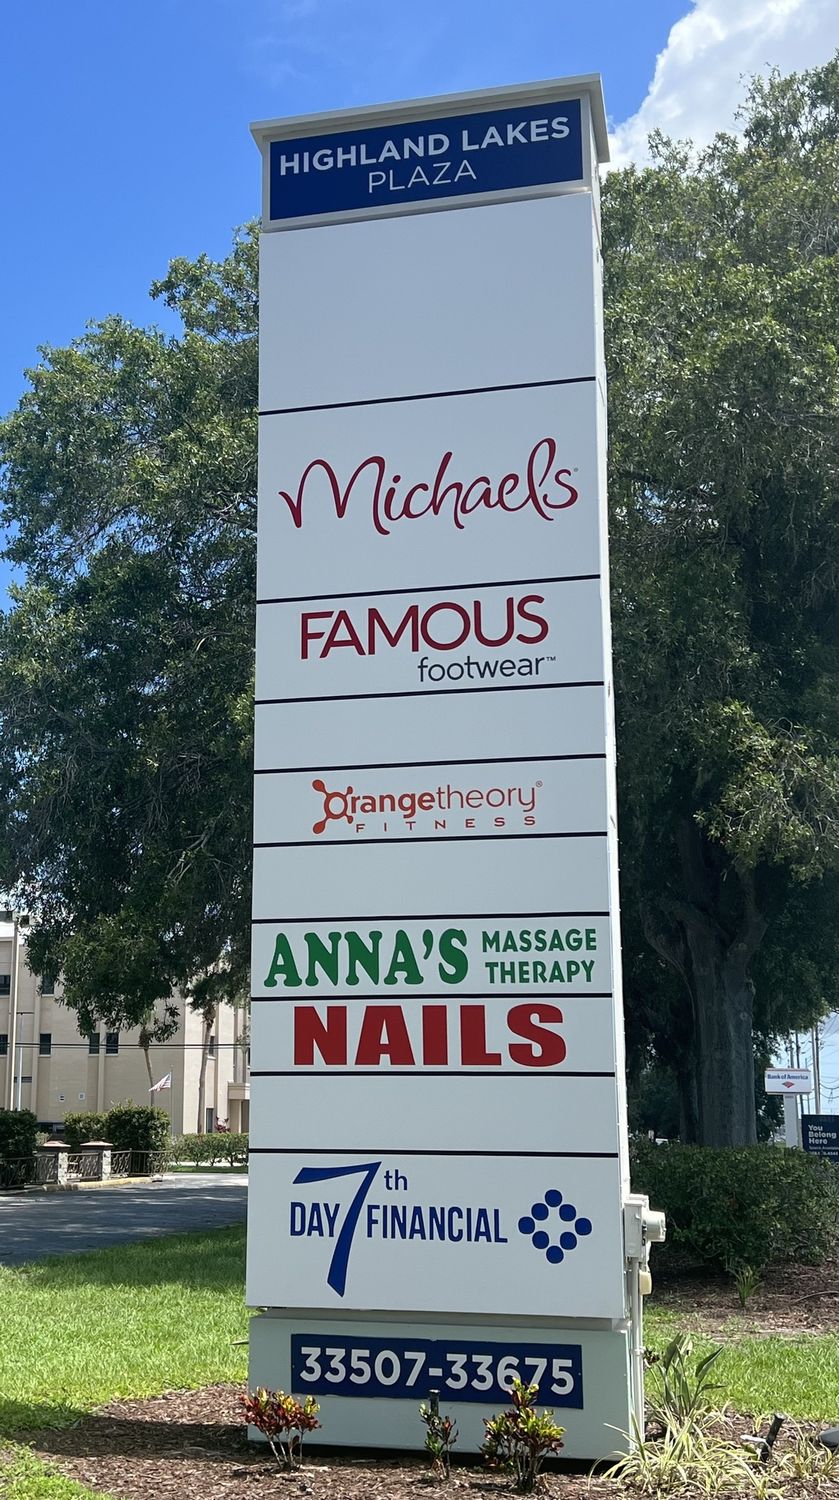 HIGHLAND LAKES
PLAZA
Michaels
FAMOUS
footwear™
Orangetheory®
FITNESS
ANNA'S MASSAGE
THERAPY
NAILS
7th
DAY FINANCIAL
33507-33675
Bank of America
You
Belong
Here